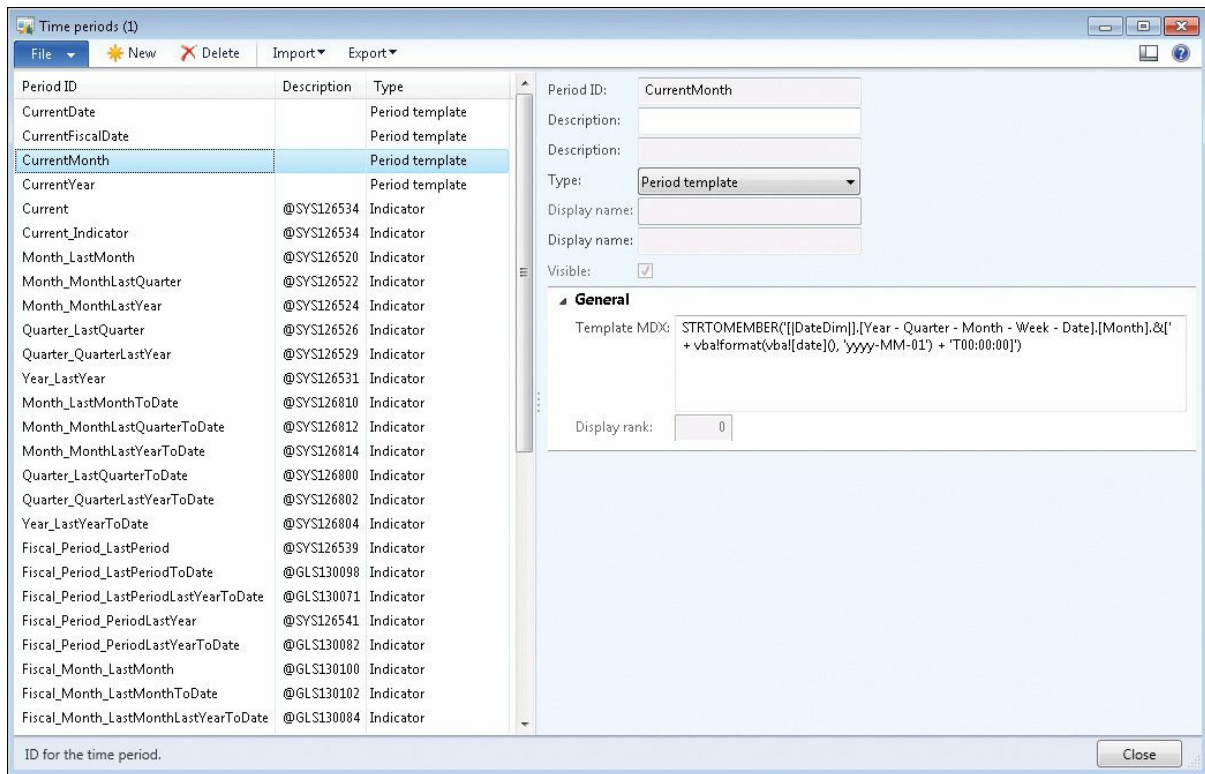 Time periods (1)
File New Delete Import Export
Period ID Description Type
CurrentDate Period template
CurrentFiscalDate Period template
CurrentMonth Period template
CurrentYear Period template
Current @SYS126534 Indicator
Current_Indicator @SYS126534 Indicator
Month_LastMonth @SYS126520 Indicator
Month_MonthLastQuarter @SYS126522 Indicator
Month_MonthLastYear @SYS126524 Indicator
Quarter_LastQuarter @SYS126526 Indicator
Quarter_QuarterLastYear @SYS126529 Indicator
Year_LastYear @SYS126531 Indicator
Month_LastMonthToDate @SYS126810 Indicator
Month_MonthLastQuarterToDate @SYS126812 Indicator
Month_MonthLastYearToDate @SYS126814 Indicator
Quarter_LastQuarterToDate @SYS126800 Indicator
Quarter_QuarterLastYearToDate @SYS126802 Indicator
Year_LastYearToDate @SYS126804 Indicator
Fiscal_Period_LastPeriod @SYS126539 Indicator
Fiscal_Period_LastPeriodToDate @GLS130098 Indicator
Fiscal_Period_LastPeriodLastYearToDate @GLS130071 Indicator
Fiscal_Period_PeriodLastYear @SYS126541 Indicator
Fiscal_Period_PeriodLastYearToDate @GLS130082 Indicator
Fiscal_Month_LastMonth @GLS130100 Indicator
Fiscal_Month_LastMonthToDate @GLS130102 Indicator
Fiscal_Month_LastMonthLastYearToDate @GLS130084 Indicator
Period ID: CurrentMonth
Description:
Description:
Type: Period template
Display name:
Display name:
Visible:
General
Template MDX: STRTOMEMBER('[|DateDim|].[Year - Quarter - Month - Week - Date].[Month].&['
+ vba!format(vba![date](), 'yyyy-MM-01') + 'T00:00:00]')
Display rank: 0
ID for the time period.
Close